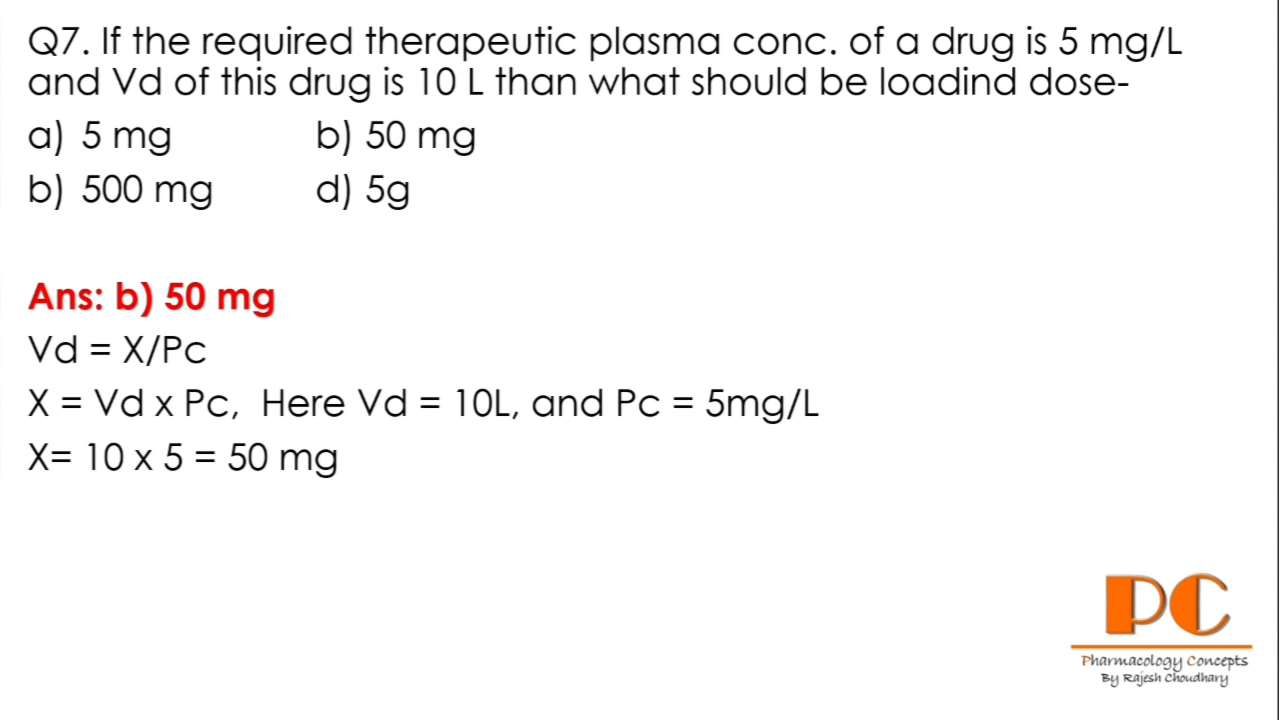 Q7. If the required therapeutic plasma conc. of a drug is 5 mg/L
and Vd of this drug is 10 L than what should be loadind dose-
a) 5 mg b) 50 mg
b) 500 mg d) 5g
Ans: b) 50 mg
Vd = X/Pc
X = Vd x Pc, Here Vd = 10L, and Pc = 5mg/L
X= 10 x 5 = 50 mg
PC
Pharmacology Concepts
By Rajesh Choudhary